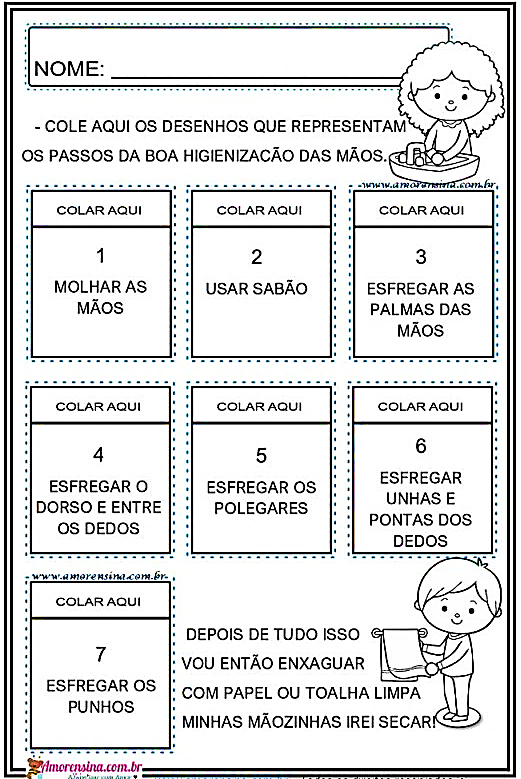 NOME:
- COLE AQUI OS DESENHOS QUE REPRESENTAM
OS PASSOS DA BOA HIGIENIZACÃO DAS MÃOS.
www.amorensina.com.br
COLAR AQUI
1
MOLHAR AS
MÃOS
COLAR AQUI
2
USAR SABÃO
COLAR AQUI
3
ESFREGAR AS
PALMAS DAS
MÃOS
COLAR AQUI
4
ESFREGAR O
DORSO E ENTRE
OS DEDOS
COLAR AQUI
5
ESFREGAR OS
POLEGARES
COLAR AQUI
6
ESFREGAR
UNHAS E
PONTAS DOS
DEDOS
www.amorensina.com.br
COLAR AQUI
7
ESFREGAR OS
PUNHOS
DEPOIS DE TUDO ISSO
VOU ENTÃO ENXAGUAR
COM PAPEL OU TOALHA LIMPA
MINHAS MÃOZINHAS IREI SECAR!
Amorensina.com.br